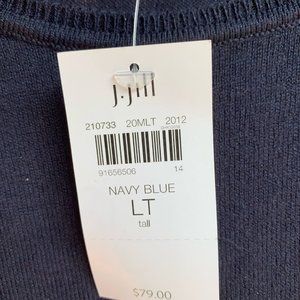 J.Jill
210733 20MLT 2012
91656506 14
NAVY BLUE
LT
tall
$79.00